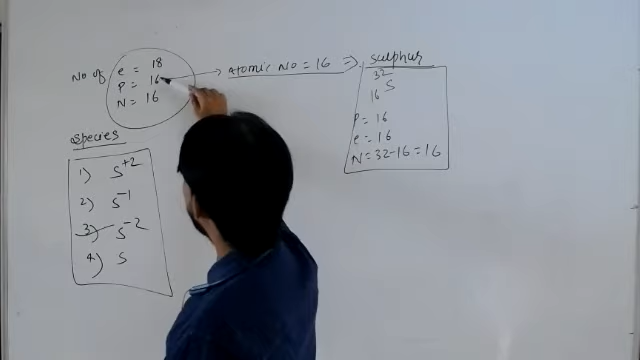 No of
e = 18
P = 16
N = 16
Atomic No = 16 ⇒ sulphur
32
16 S
P = 16
e = 16
N = 32-16 = 16
Species
1) S+2
2) S-1
3) S-2
4) S